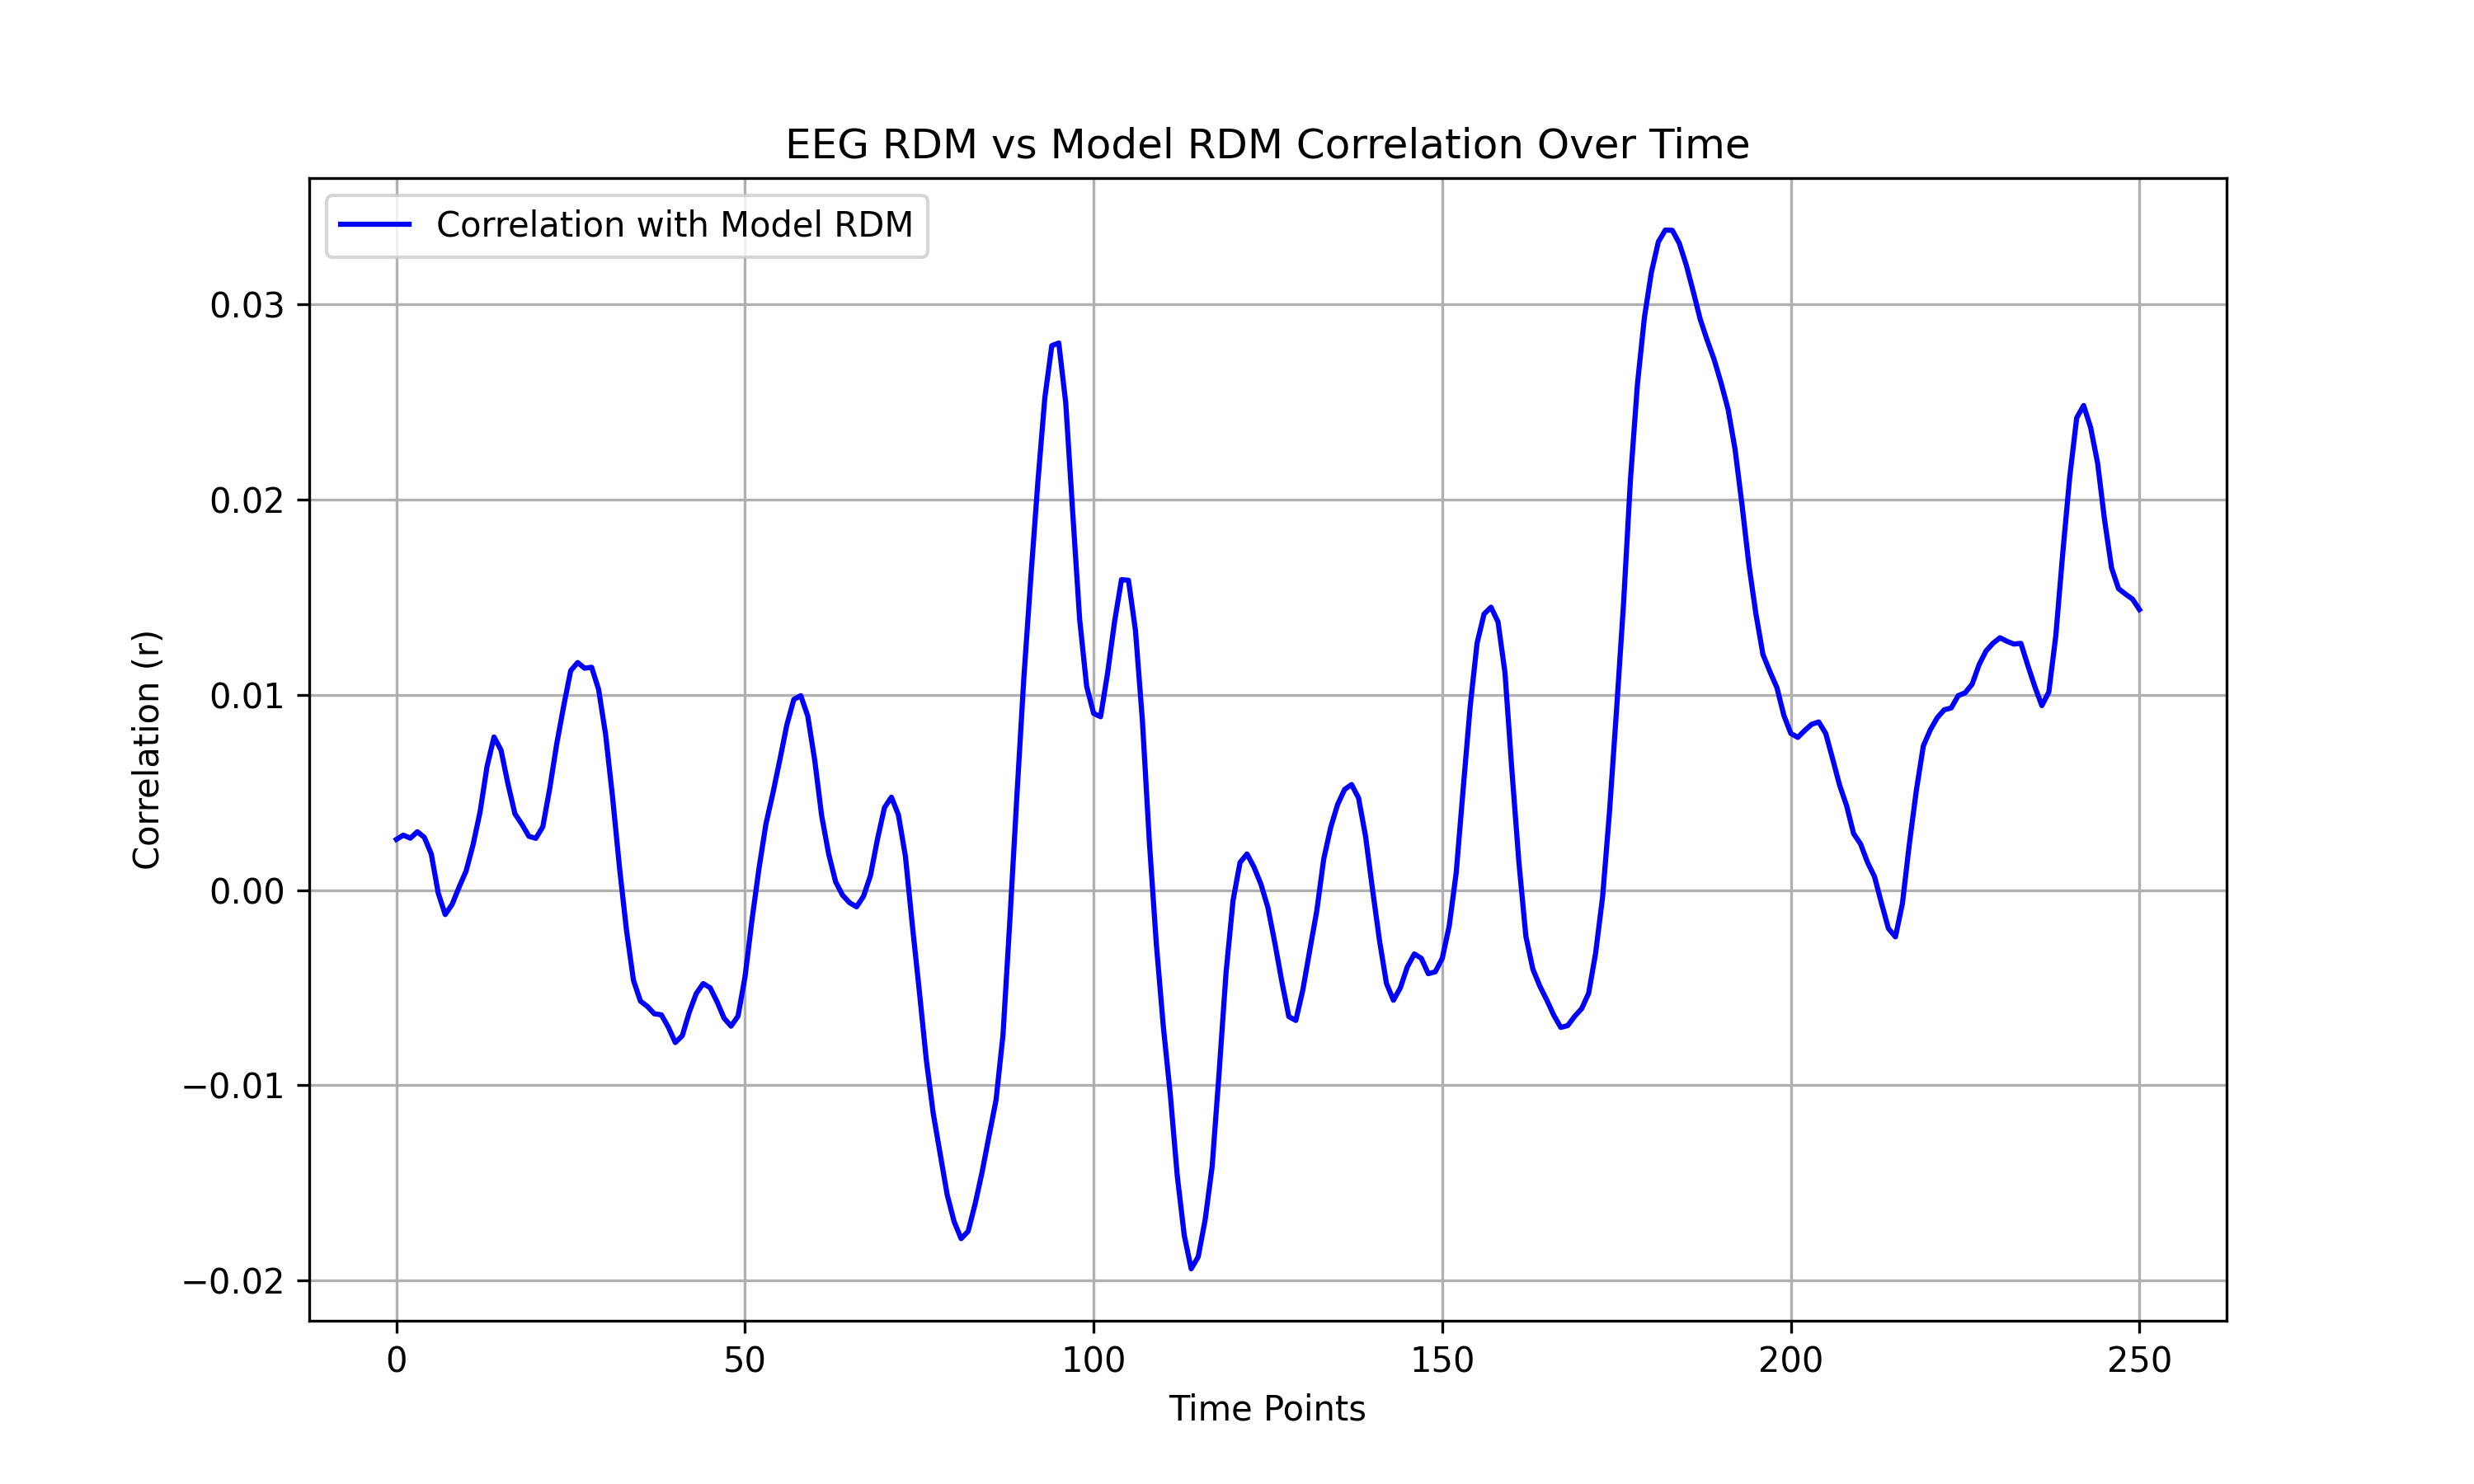 EEG RDM vs Model RDM Correlation Over Time
Correlation with Model RDM
Correlation (r)
0.03
0.02
0.01
0.00
−0.01
−0.02
0 50 100 150 200 250
Time Points